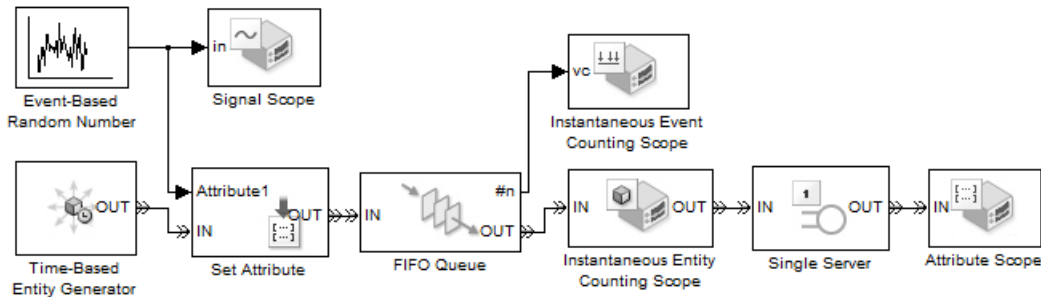 in
Signal Scope
Event-Based
Random Number
vc
Instantaneous Event
Counting Scope
OUT
Time-Based
Entity Generator
Attribute1
IN
OUT
[...]
Set Attribute
IN
#n
OUT
FIFO Queue
IN
OUT
Instantaneous Entity
Counting Scope
IN
1
OUT
Single Server
IN
[...]
Attribute Scope